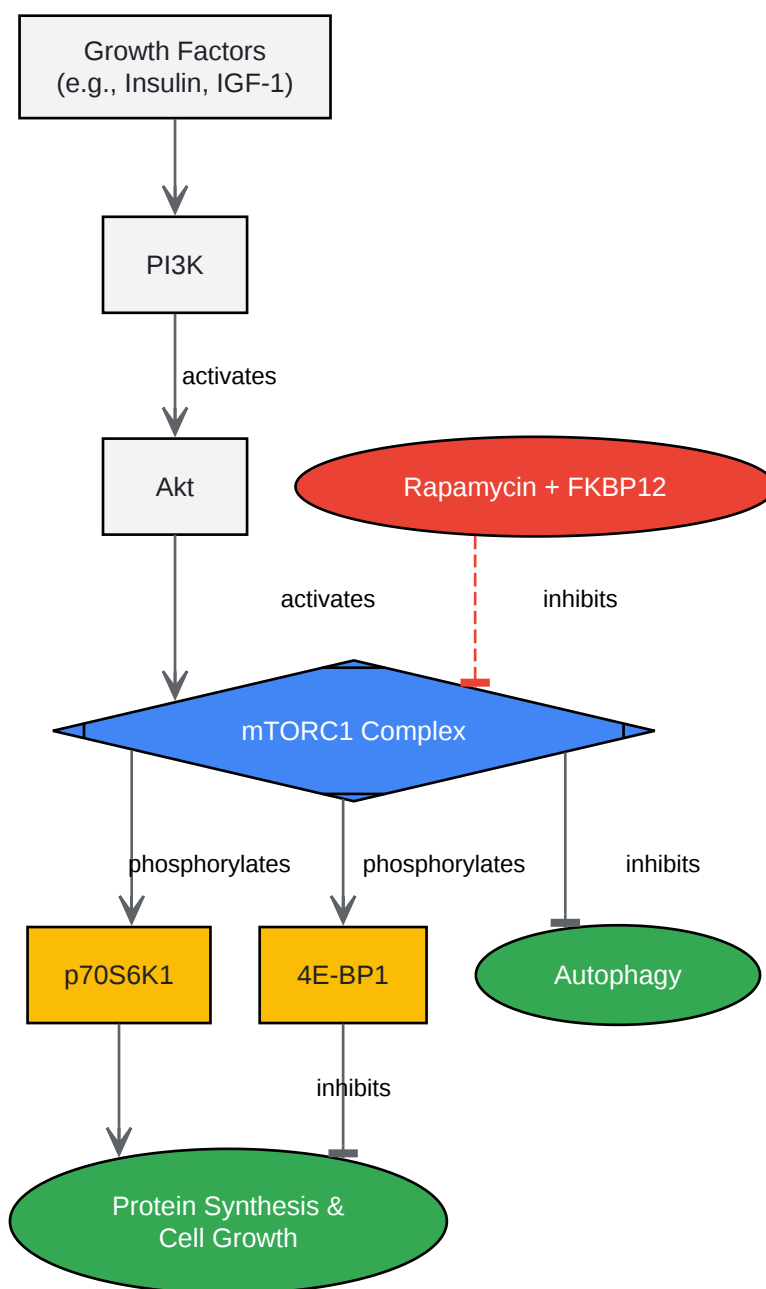 Growth Factors
(e.g., Insulin, IGF-1)
PI3K
activates
Akt
Rapamycin + FKBP12
activates
inhibits
mTORC1 Complex
phosphorylates
phosphorylates
inhibits
p70S6K1
4E-BP1
Autophagy
inhibits
Protein Synthesis &
Cell Growth